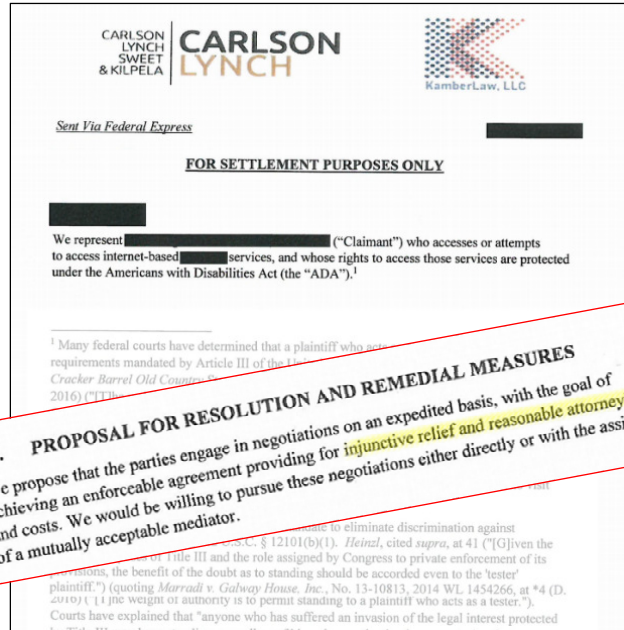 CARLSON
LYNCH
SWEET
& KILPELA
CARLSON
LYNCH
KamberLaw, LLC
Sent Via Federal Express
FOR SETTLEMENT PURPOSES ONLY
We represent (“Claimant”) who accesses or attempts
to access internet-based services, and whose rights to access those services are protected
under the Americans with Disabilities Act (the “ADA”).1
1 Many federal courts have determined that a plaintiff who acts
requirements mandated by Article III of the
Cracker Barrel Old Country
2016) ("[T]he
PROPOSAL FOR RESOLUTION AND REMEDIAL MEASURES
e propose that the parties engage in negotiations on an expedited basis, with the goal of
chieving an enforceable agreement providing for injunctive relief and reasonable attorney
and costs. We would be willing to pursue these negotiations either directly or with the assi
of a mutually acceptable mediator.
to eliminate discrimination against
§ 12101(b)(1). Heinzl, cited supra, at 41 ("[G]iven the
of Title III and the role assigned by Congress to private enforcement of its
the benefit of the doubt as to standing should be accorded even to the 'tester'
plaintiff.") (quoting Marradi v. Galway House. Inc., No. 13-10813, 2014 WL 1454266, at *4 (D.
2016) ("[T]he weight of authority is to permit standing to a plaintiff who acts as a tester.").
Courts have explained that "anyone who has suffered an invasion of the legal interest protected